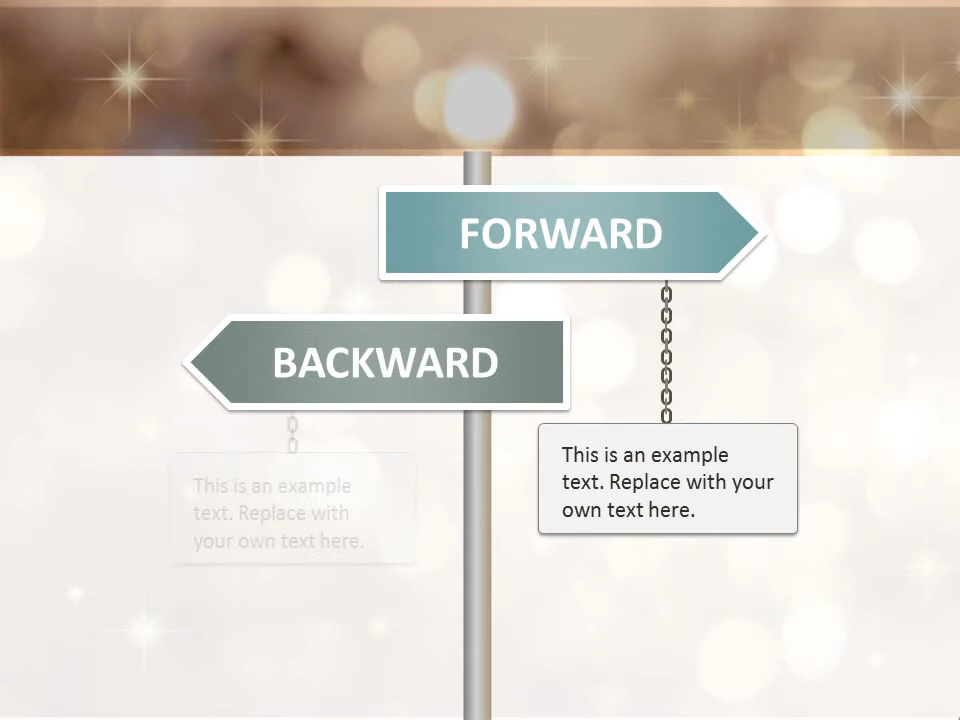 FORWARD
BACKWARD
This is an example
text. Replace with your
own text here.
This is an example
text. Replace with
your own text here.